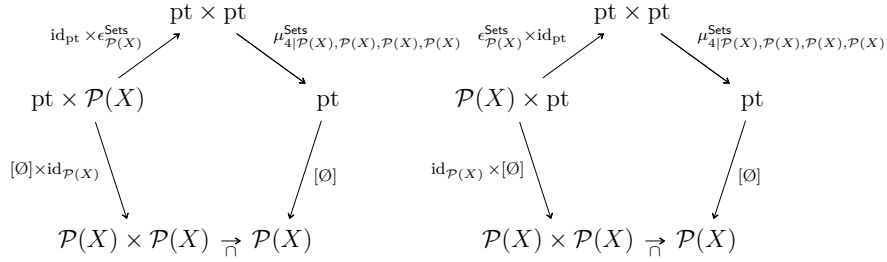 pt × pt pt × pt
id_pt × ϵ^Sets_𝒫(X) μ^Sets_4|𝒫(X),𝒫(X),𝒫(X),𝒫(X) ϵ^Sets_𝒫(X) × id_pt μ^Sets_4|𝒫(X),𝒫(X),𝒫(X),𝒫(X)
pt × 𝒫(X) pt 𝒫(X) × pt pt
[Ø]×id_𝒫(X) [Ø] id_𝒫(X) ×[Ø] [Ø]
𝒫(X) × 𝒫(X) → 𝒫(X) 𝒫(X) × 𝒫(X) → 𝒫(X)
∩ ∩